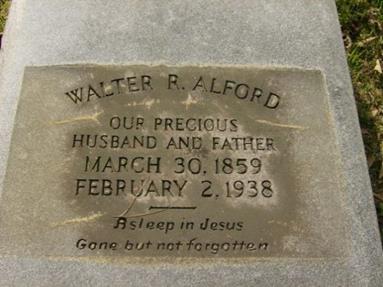 WALTER R. ALFORD
OUR PRECIOUS
HUSBAND AND FATHER
MARCH 30, 1859
FEBRUARY 2, 1938
Asleep in Jesus
Gone but not forgotten